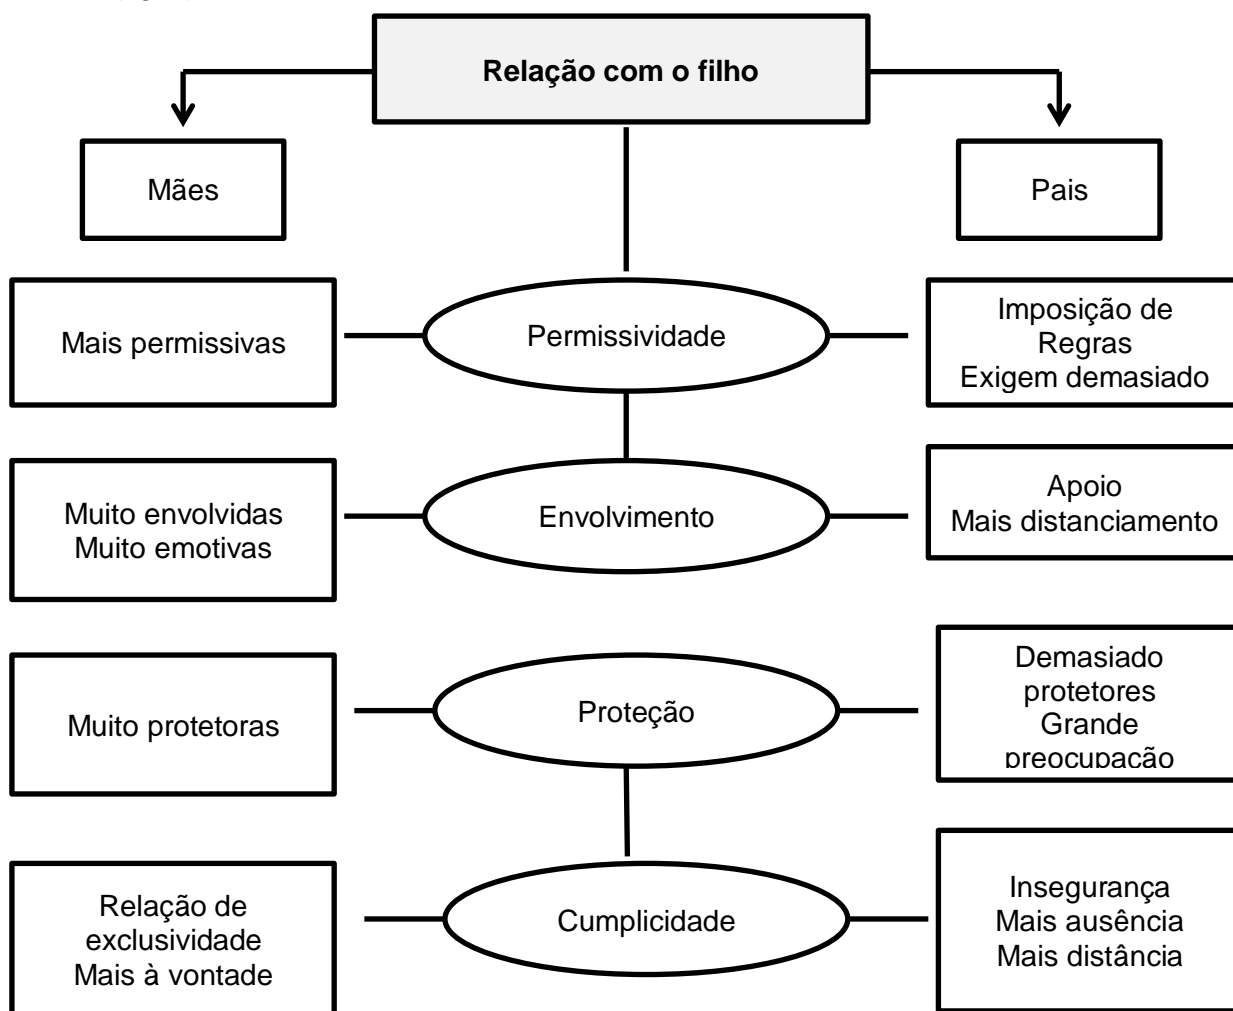 Relação com o filho
Mães
Pais
Mais permissivas
Permissividade
Imposição de
Regras
Exigem demasiado
Muito envolvidas
Muito emotivas
Envolvimento
Apoio
Mais distanciamento
Muito protetoras
Proteção
Demasiado
protetores
Grande
preocupação
Relação de
exclusividade
Mais à vontade
Cumplicidade
Insegurança
Mais ausência
Mais distância